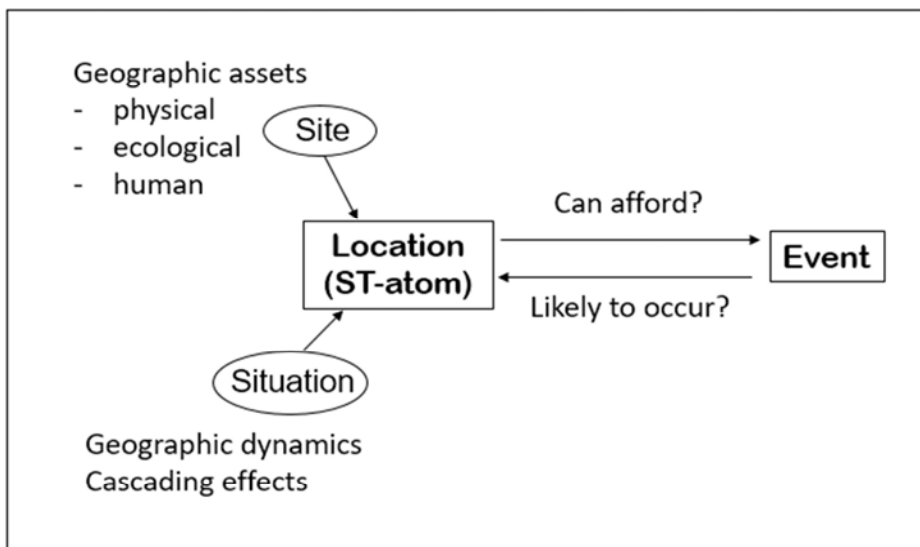 Geographic assets
- physical
- ecological
- human
Site
Can afford?
Location
(ST-atom)
Event
Likely to occur?
Situation
Geographic dynamics
Cascading effects